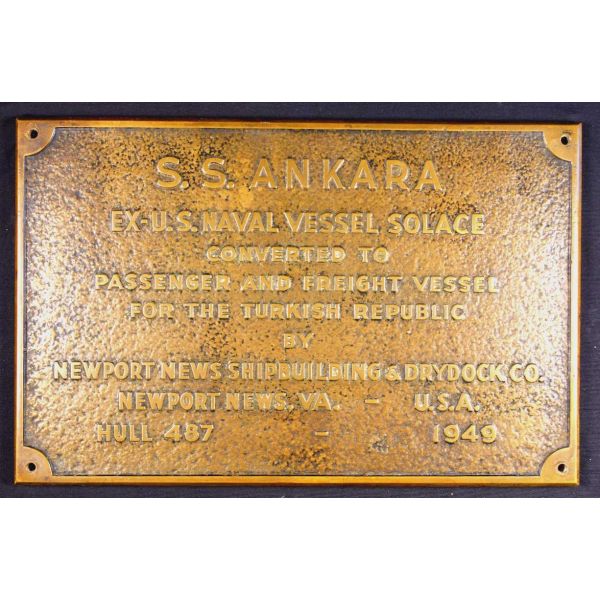 S. S. ANKARA
EX-U.S. NAVAL VESSEL, SOLACE
CONVERTED TO
PASSENGER AND FREIGHT VESSEL
FOR THE TURKISH REPUBLIC
BY
NEWPORT NEWS SHIPBUILDING & DRYDOCK, CO.
NEWPORT NEWS, VA. - U.S.A.
HULL 487 - 1949